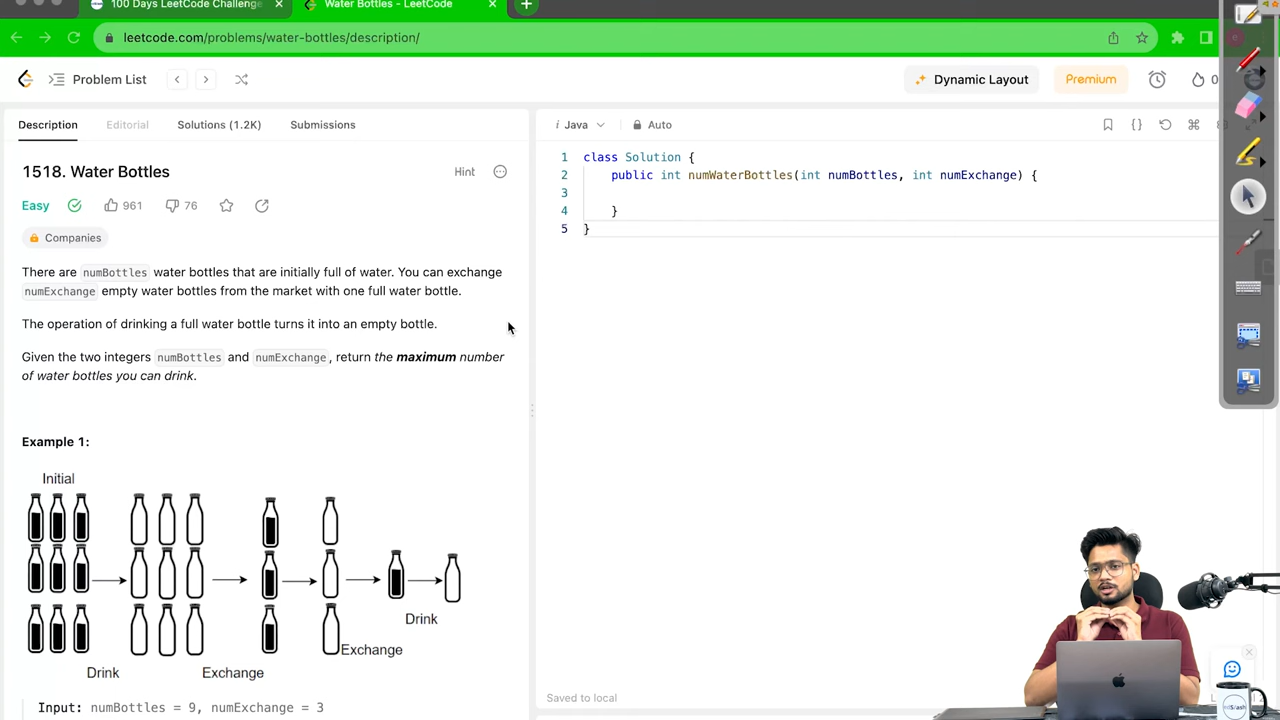 100 Days LeetCode Challenge
Water Bottles - LeetCode
leetcode.com/problems/water-bottles/description/
Problem List
Dynamic Layout
Premium
0
Description
Editorial
Solutions (1.2K)
Submissions
Java
Auto
1518. Water Bottles
Hint
Easy
961
76
Companies
There are numBottles water bottles that are initially full of water. You can exchange
numExchange empty water bottles from the market with one full water bottle.
The operation of drinking a full water bottle turns it into an empty bottle.
Given the two integers numBottles and numExchange, return the maximum number
of water bottles you can drink.
Example 1:
Initial
Drink
Exchange
Exchange
Drink
Input: numBottles = 9, numExchange = 3
1 class Solution {
2 public int numWaterBottles(int numBottles, int numExchange) {
3
4 }
5 }
Saved to local